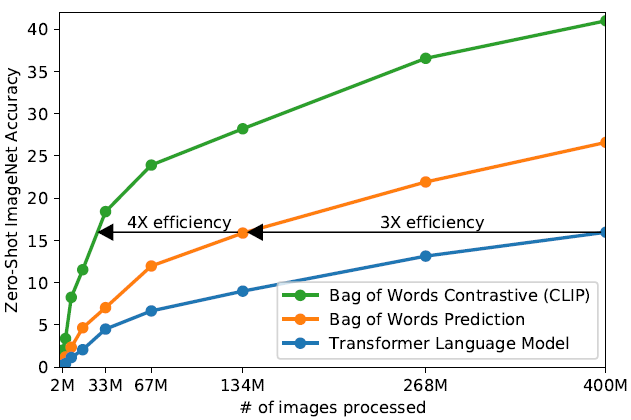 Zero-Shot ImageNet Accuracy
40
35
30
25
20
15
10
5
0
4X efficiency
3X efficiency
Bag of Words Contrastive (CLIP)
Bag of Words Prediction
Transformer Language Model
2M 33M 67M 134M 268M 400M
# of images processed